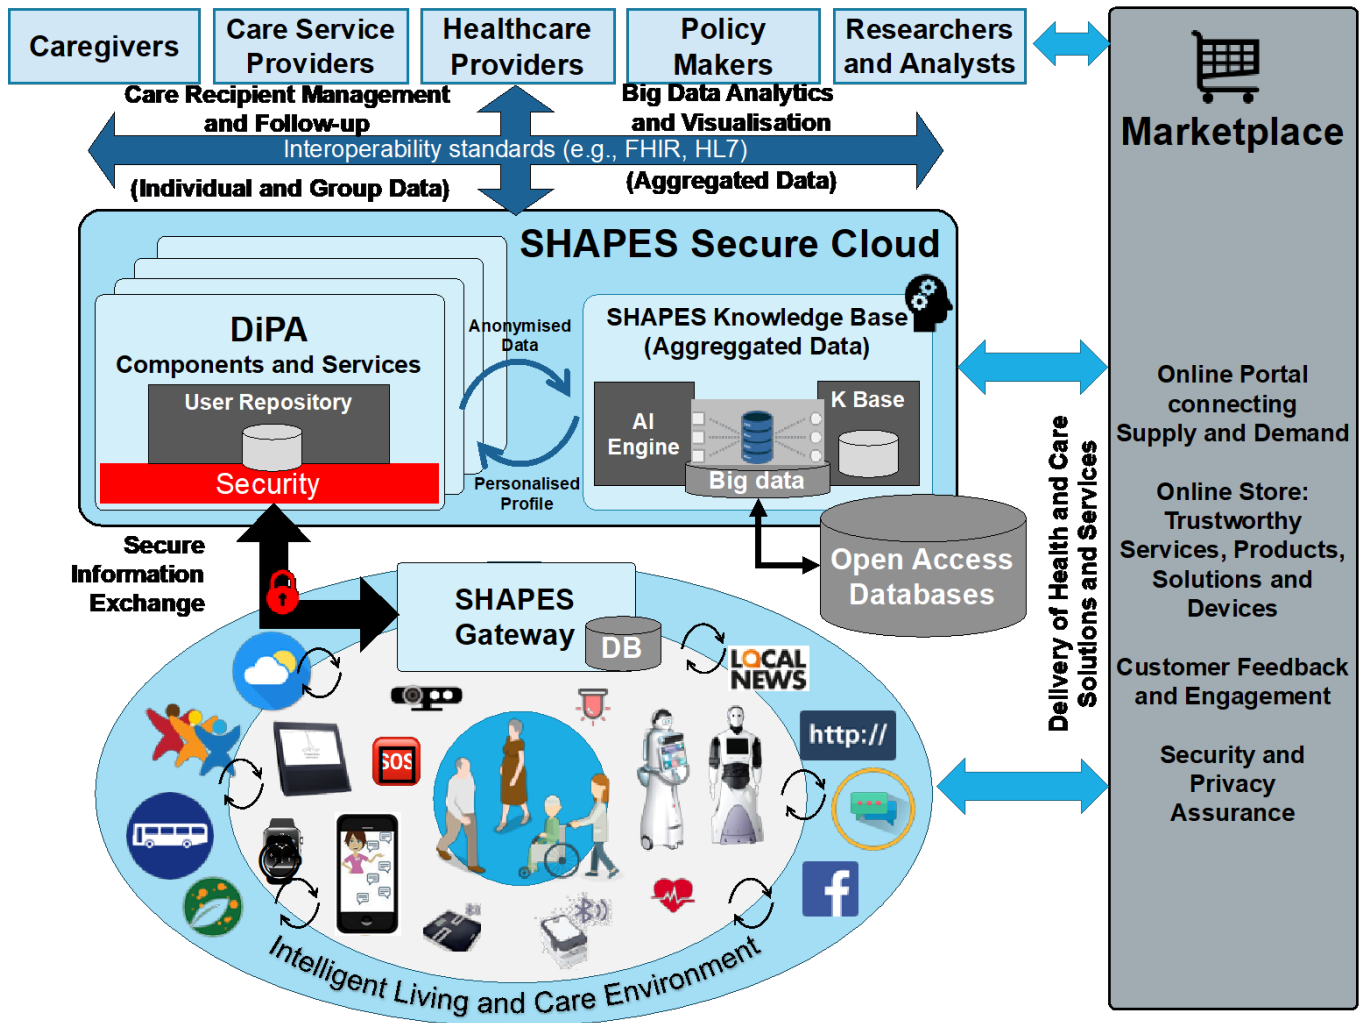 Caregivers
Care Service
Providers
Healthcare
Providers
Policy
Makers
Researchers
and Analysts
Care Recipient Management
and Follow-up
Big Data Analytics
and Visualisation
Interoperability standards (e.g., FHIR, HL7)
(Individual and Group Data)
(Aggregated Data)
SHAPES Secure Cloud
DiPA
Components and Services
User Repository
Security
Anonymised
Data
Personalised
Profile
SHAPES Knowledge Base
(Aggreggated Data)
AI
Engine
K Base
Big data
Open Access
Databases
Secure
Information
Exchange
SHAPES
Gateway
DB
LOCAL
NEWS
SOS
http://
Intelligent Living and Care Environment
Delivery of Health and Care
Solutions and Services
Marketplace
Online Portal
connecting
Supply and Demand
Online Store:
Trustworthy
Services, Products,
Solutions and
Devices
Customer Feedback
and Engagement
Security and
Privacy
Assurance